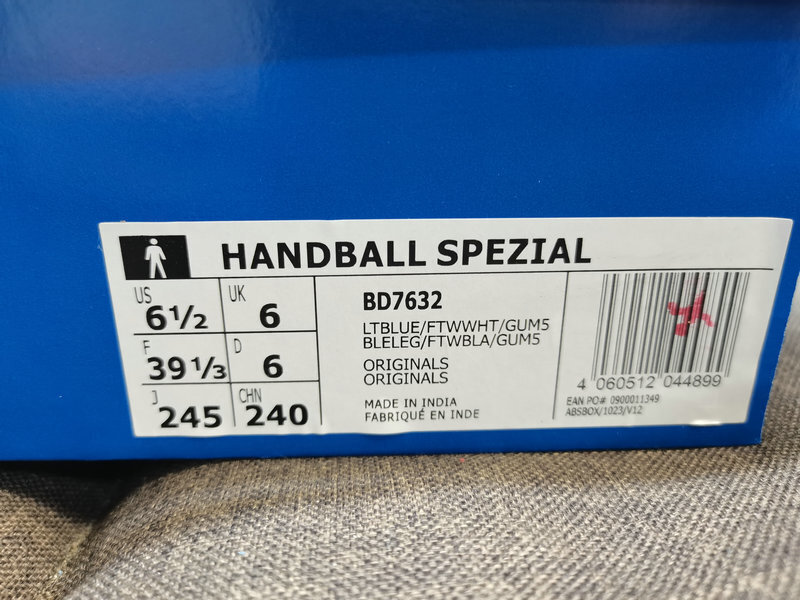 HANDBALL SPEZIAL
US 6½ UK 6
F 39⅓ D 6
J 245 CHN 240
BD7632
LTBLUE/FTWWHT/GUM5
BLELEG/FTWBLA/GUM5
ORIGINALS
ORIGINALS
MADE IN INDIA
FABRIQUÉ EN INDE
4 060512 044899
EAN PO# 0900011349
ABSBOX/1023/V12